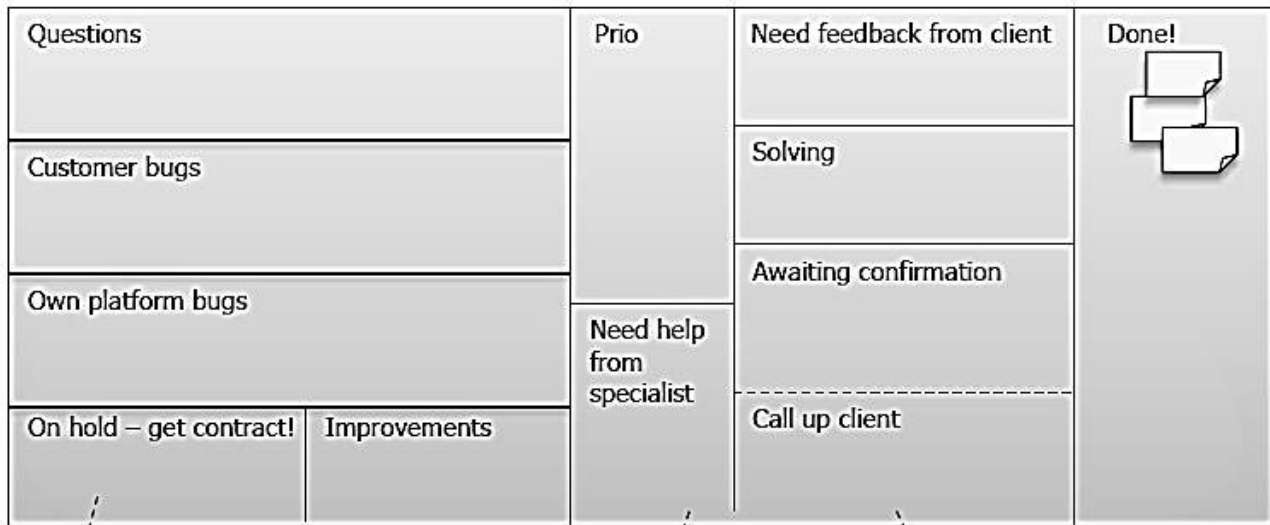 Questions
Customer bugs
Own platform bugs
On hold – get contract!
Improvements
Prio
Need help
from
specialist
Need feedback from client
Solving
Awaiting confirmation
Call up client
Done!